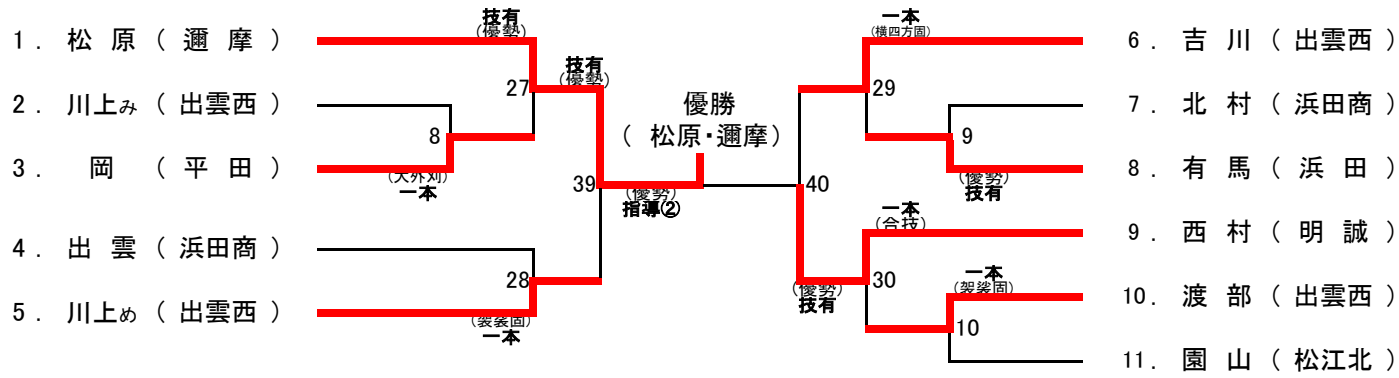 1. 松原（邇摩）
2. 川上み（出雲西）
3. 岡（平田）
4. 出雲（浜田商）
5. 川上め（出雲西）
技有
(優勢)
27
8
(大外刈)
一本
28
(袈裟固)
一本
技有
(優勢)
39
優勝
（松原・邇摩）
(優勢)
指導②
40
(優勢)
技有
一本
(横四方固)
29
9
(優勢)
技有
一本
(合技)
30
一本
(袈裟固)
10
6. 吉川（出雲西）
7. 北村（浜田商）
8. 有馬（浜田）
9. 西村（明誠）
10. 渡部（出雲西）
11. 園山（松江北）